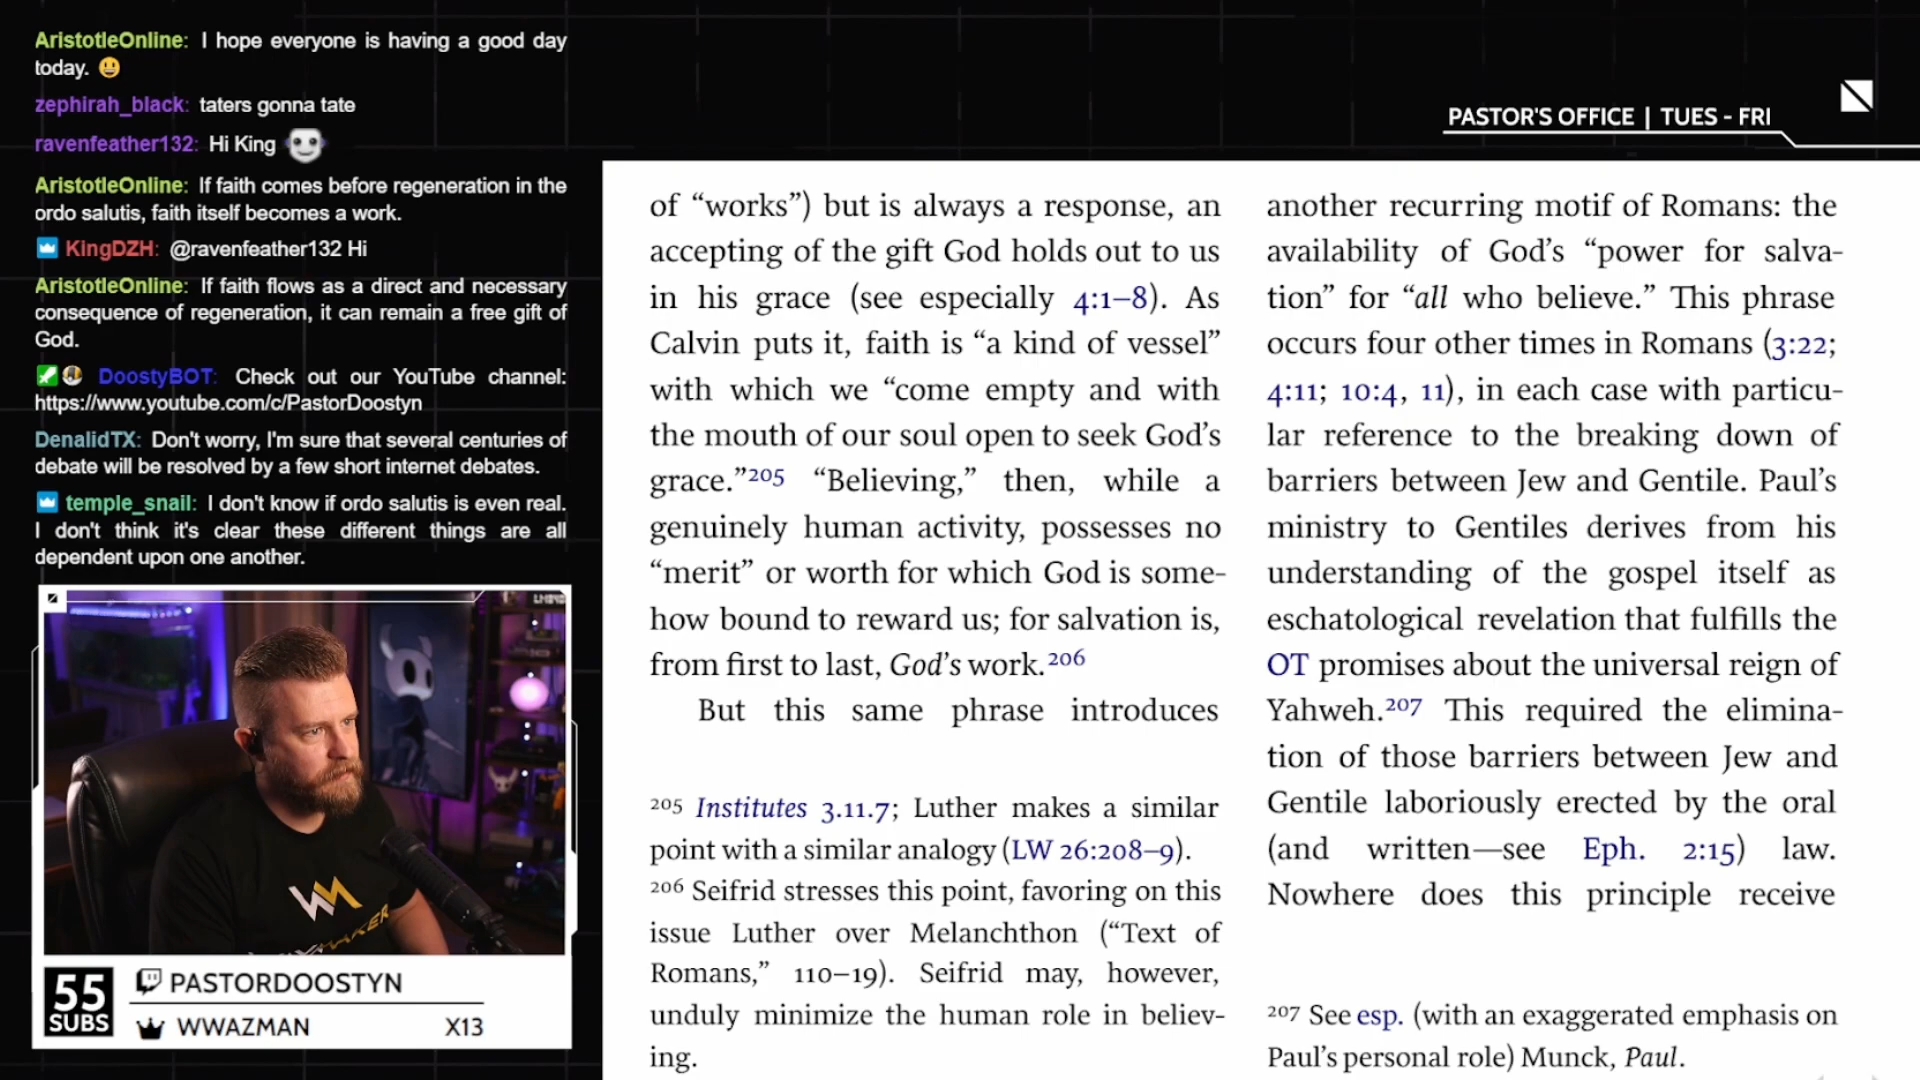 AristotleOnline: I hope everyone is having a good day
today.
zephirah_black: taters gonna tate
ravenfeather132: Hi King
AristotleOnline: If faith comes before regeneration in the
ordo salutis, faith itself becomes a work.
KingDZH: @ravenfeather132 Hi
AristotleOnline: If faith flows as a direct and necessary
consequence of regeneration, it can remain a free gift of
God.
DoostyBOT: Check out our YouTube channel:
https://www.youtube.com/c/PastorDoostyn
DenalidTX: Don't worry, I'm sure that several centuries of
debate will be resolved by a few short internet debates.
temple_snail: I don't know if ordo salutis is even real.
I don't think it's clear these different things are all
dependent upon one another.
55
SUBS
PASTORDOOSTYN
WWAZMAN X13
PASTOR'S OFFICE | TUES - FRI
of “works”) but is always a response, an
accepting of the gift God holds out to us
in his grace (see especially 4:1–8). As
Calvin puts it, faith is “a kind of vessel”
with which we “come empty and with
the mouth of our soul open to seek God’s
grace.”205 “Believing,” then, while a
genuinely human activity, possesses no
“merit” or worth for which God is some-
how bound to reward us; for salvation is,
from first to last, God’s work.206
But this same phrase introduces
205 Institutes 3.11.7; Luther makes a similar
point with a similar analogy (LW 26:208–9).
206 Seifrid stresses this point, favoring on this
issue Luther over Melanchthon (“Text of
Romans,” 110–19). Seifrid may, however,
unduly minimize the human role in believ-
ing.
another recurring motif of Romans: the
availability of God’s “power for salva-
tion” for “all who believe.” This phrase
occurs four other times in Romans (3:22;
4:11; 10:4, 11), in each case with particu-
lar reference to the breaking down of
barriers between Jew and Gentile. Paul’s
ministry to Gentiles derives from his
understanding of the gospel itself as
eschatological revelation that fulfills the
OT promises about the universal reign of
Yahweh.207 This required the elimina-
tion of those barriers between Jew and
Gentile laboriously erected by the oral
(and written—see Eph. 2:15) law.
Nowhere does this principle receive
207 See esp. (with an exaggerated emphasis on
Paul’s personal role) Munck, Paul.